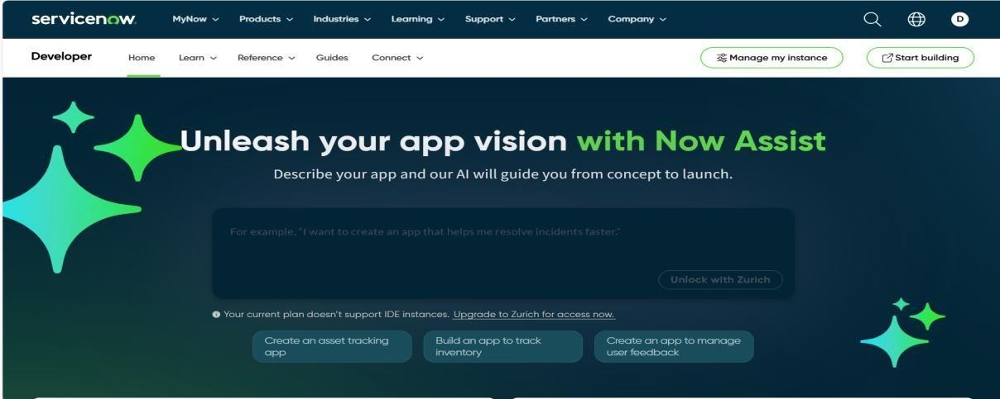 servicenow.
MyNow Products Industries Learning Support Partners Company D
Developer Home Learn Reference Guides Connect Manage my instance Start building
Unleash your app vision with Now Assist
Describe your app and our AI will guide you from concept to launch.
For example, "I want to create an app that helps me resolve incidents faster."
Unlock with Zurich
Your current plan doesn't support IDE instances. Upgrade to Zurich for access now.
Create an asset tracking
app
Build an app to track
inventory
Create an app to manage
user feedback